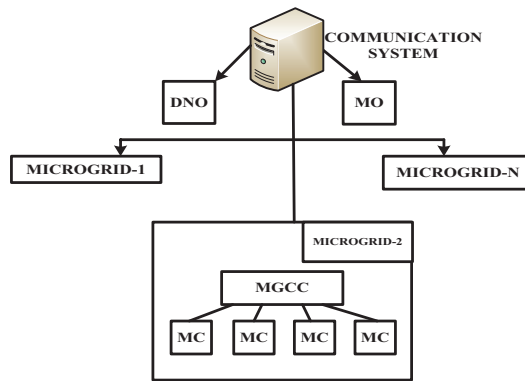 COMMUNICATION
SYSTEM
DNO
MO
MICROGRID-1
MICROGRID-N
MICROGRID-2
MGCC
MC MC MC MC